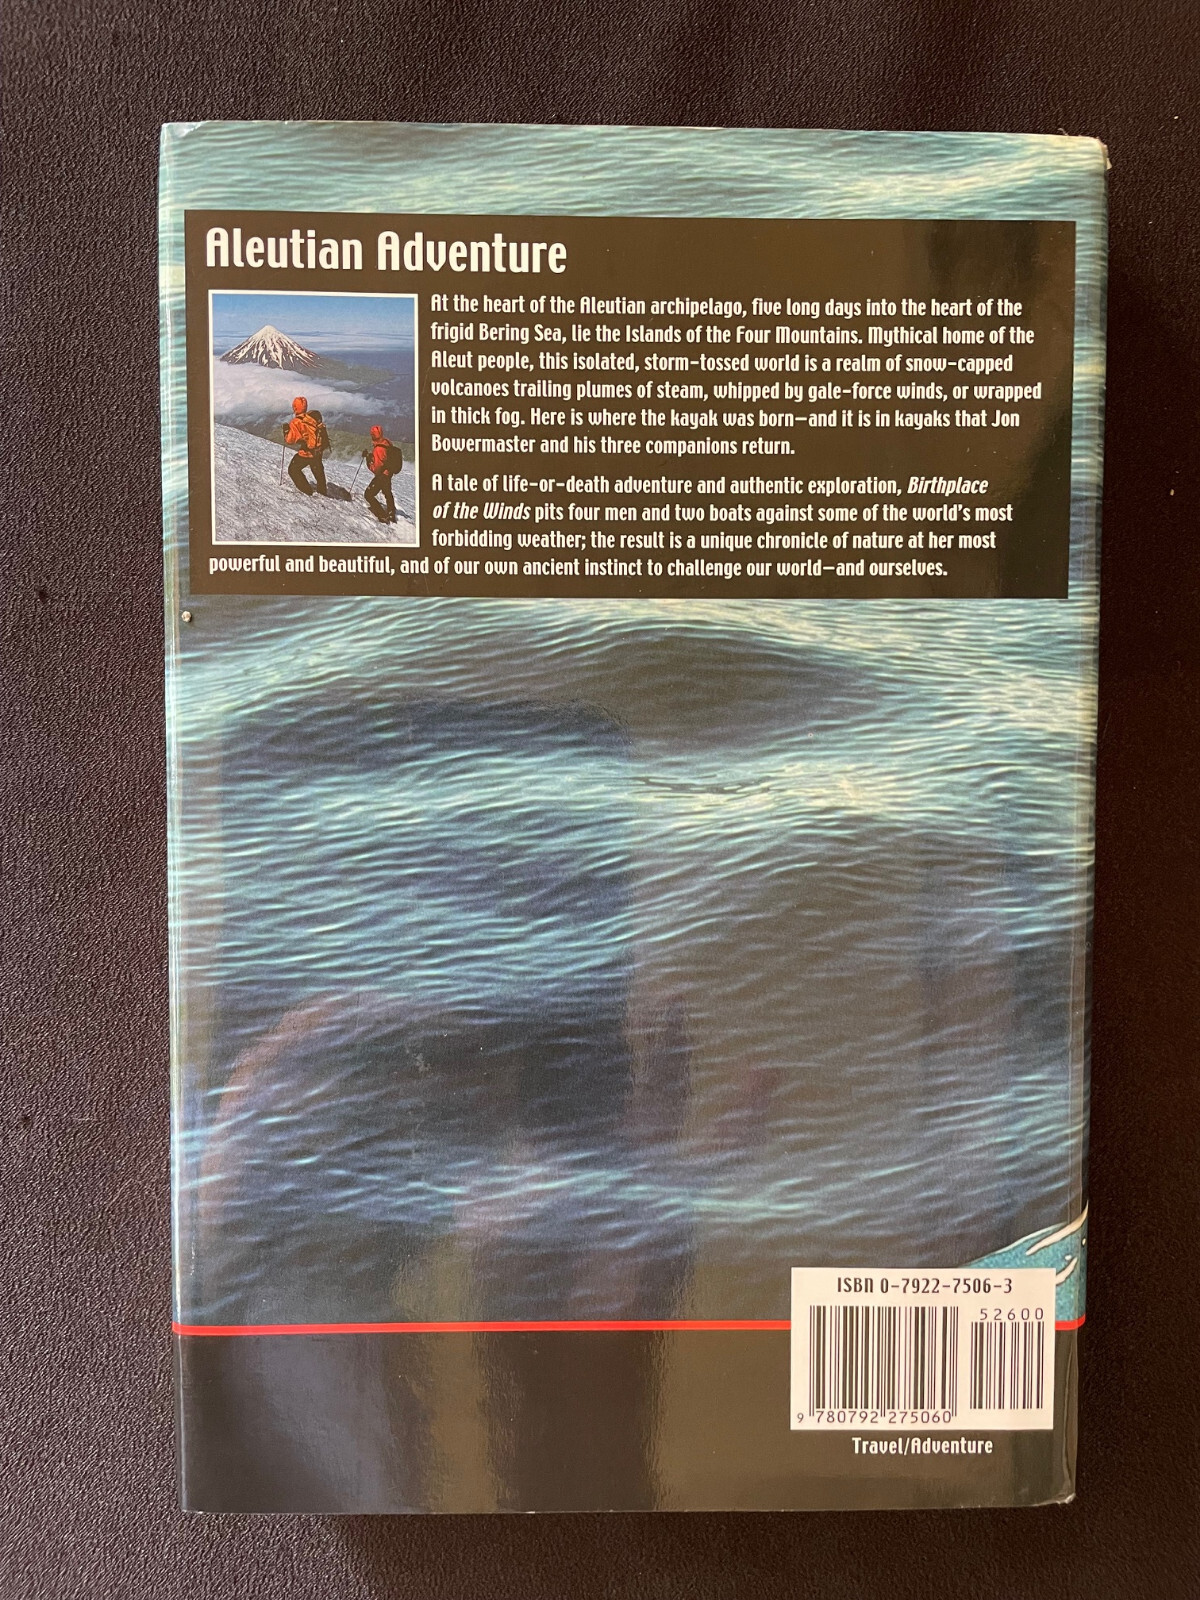 Aleutian Adventure
At the heart of the Aleutian archipelago, five long days into the heart of the
frigid Bering Sea, lie the Islands of the Four Mountains. Mythical home of the
Aleut people, this isolated, storm-tossed world is a realm of snow-capped
volcanoes trailing plumes of steam, whipped by gale-force winds, or wrapped
in thick fog. Here is where the kayak was born—and it is in kayaks that Jon
Bowermaster and his three companions return.
A tale of life-or-death adventure and authentic exploration, Birthplace
of the Winds pits four men and two boats against some of the world's most
forbidding weather; the result is a unique chronicle of nature at her most
powerful and beautiful, and of our own ancient instinct to challenge our world—and ourselves.
ISBN 0-7922-7506-3
52600
9 780792 275060
Travel/Adventure